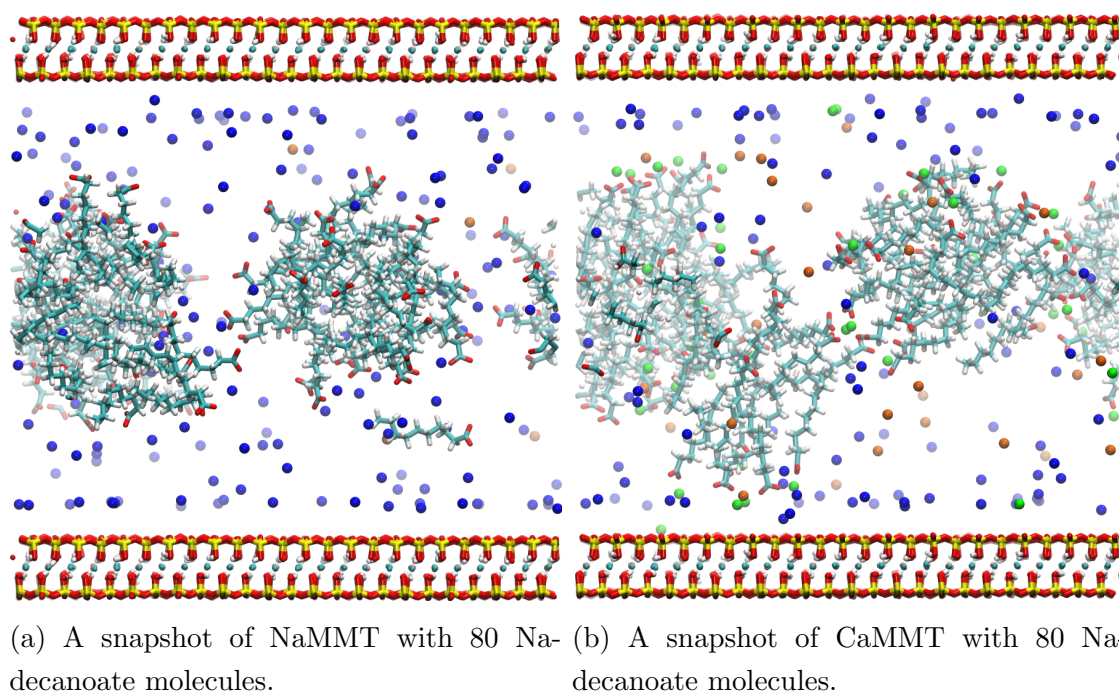 (a) A snapshot of NaMMT with 80 Na-
decanoate molecules.
(b) A snapshot of CaMMT with 80 Na-
decanoate molecules.